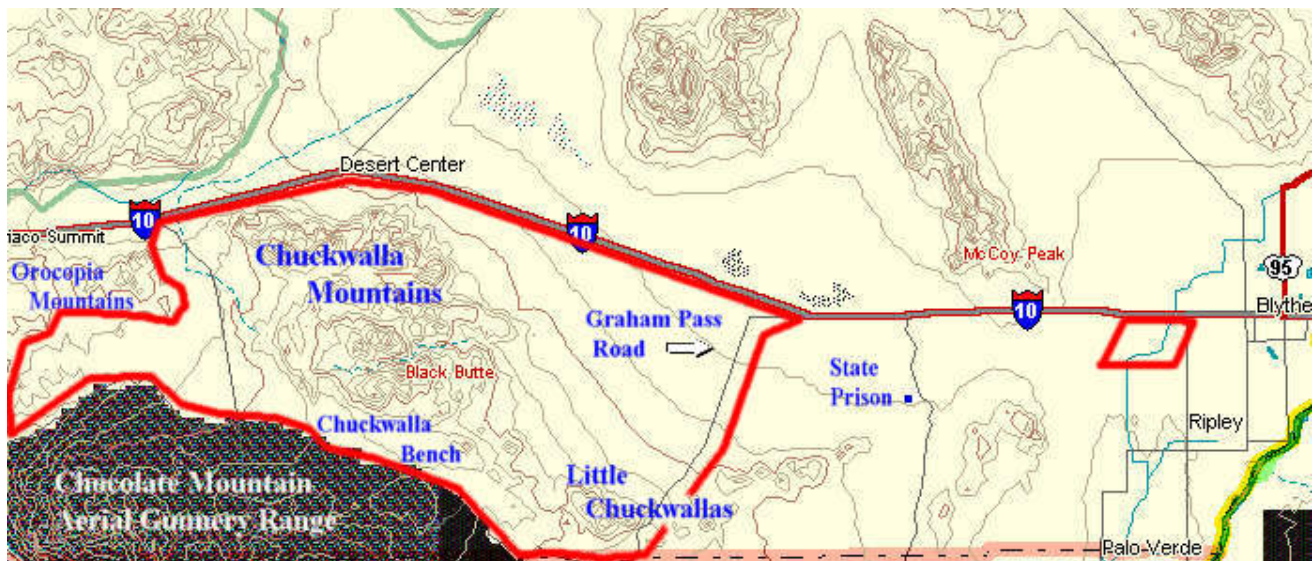 Desert Center
10
10
naco Summit
Orocopia
Mountains
Chuckwalla
Mountains
McCoy Peak
95
10
Blythe
Graham Pass
Road
Black Butte
State
Prison
Chuckwalla
Bench
Ripley
Little
Chuckwallas
Chocolate Mountain
Aerial Gunnery Range
Palo Verde